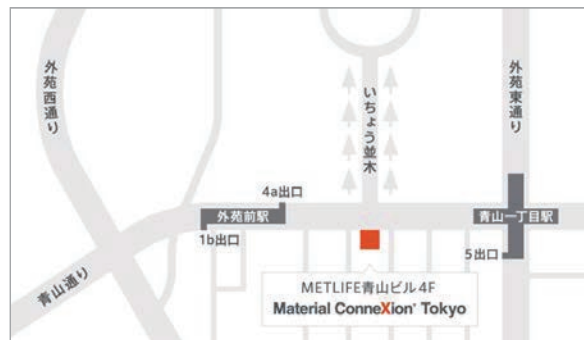 外苑西通り
いちょう並木
外苑東通り
4a出口
外苑前駅
青山一丁目駅
1b出口
5出口
青山通り
METLIFE青山ビル4F
Material ConneXion® Tokyo